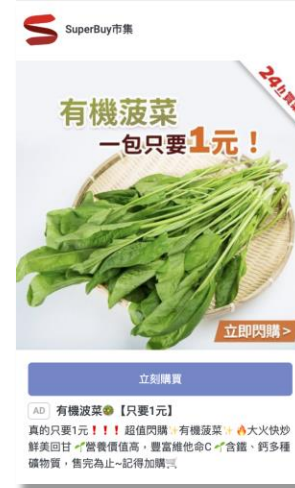 SuperBuy市集
24h
有機菠菜
一包只要1元！
立即閃購>
立刻購買
AD 有機菠菜🥬【只要1元】
真的只要1元❗❗❗超值閃購✨有機菠菜✨🔥大火快炒
鮮美回甘🌱營養價值高，豐富維他命C🌱含鐵、鈣多種
礦物質，售完為止~記得加購🛒